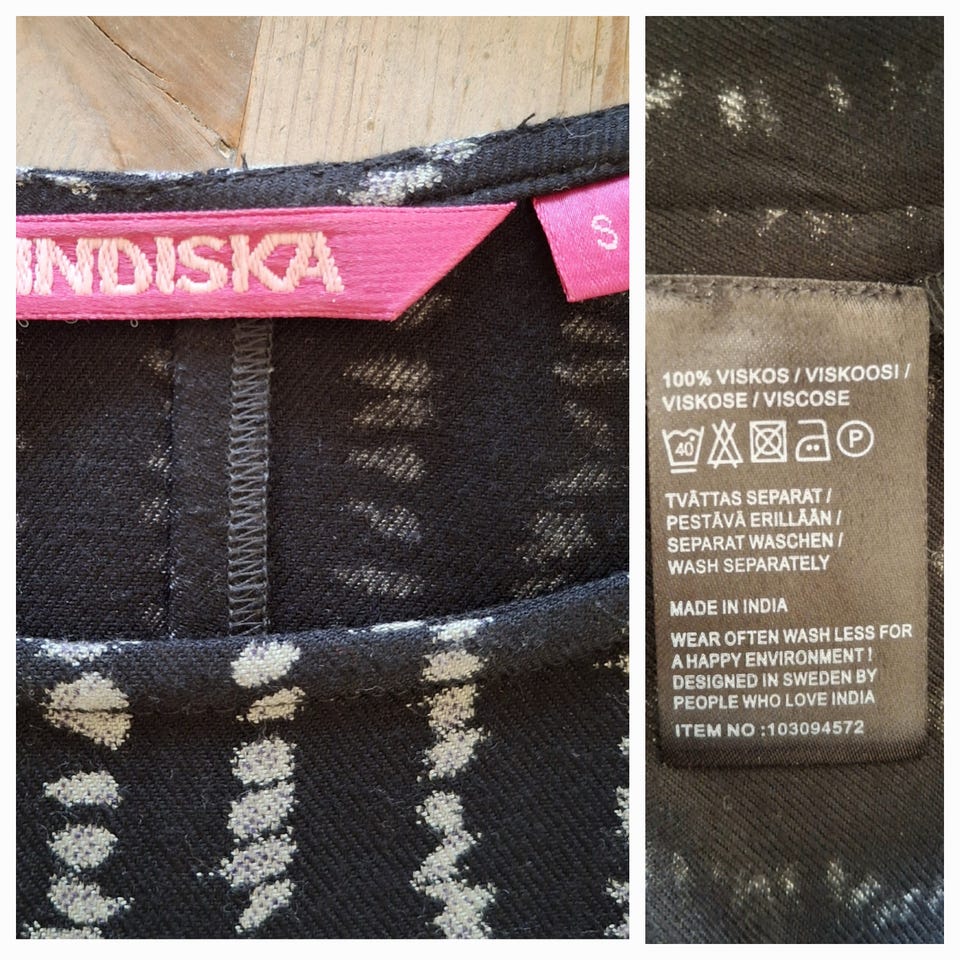 INDISKA
S
100% VISKOS / VISKOOSI /
VISKOSE / VISCOSE
40 P
TVÄTTAS SEPARAT /
PESTÄVÄ ERILLÄÄN /
SEPARAT WASCHEN /
WASH SEPARATELY
MADE IN INDIA
WEAR OFTEN WASH LESS FOR
A HAPPY ENVIRONMENT !
DESIGNED IN SWEDEN BY
PEOPLE WHO LOVE INDIA
ITEM NO :103094572